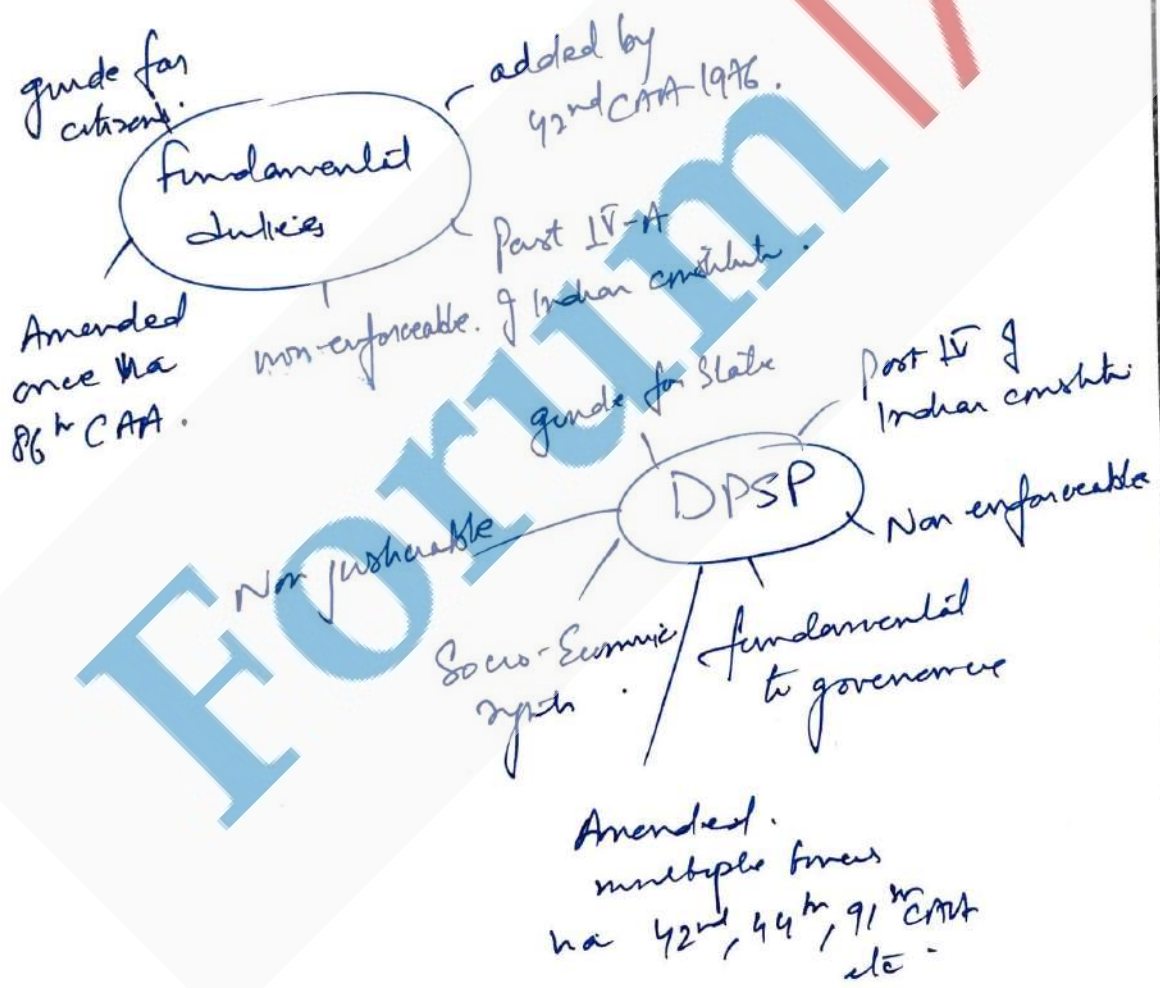 guide for
citizens.
added by
42nd CAA-1976.
fundamental
duties
Part IV-A
of Indian constituti.
non-enforceable.
Amended
once via
86th CAA.
guide for State
Part IV of
Indian constituti.
DPSP
Non enforceable
Non justiciable
Socio-Economic
rights.
fundamental
to governance
Amended.
multiple times
via 42nd, 44th, 91st CAA
etc.
Forum